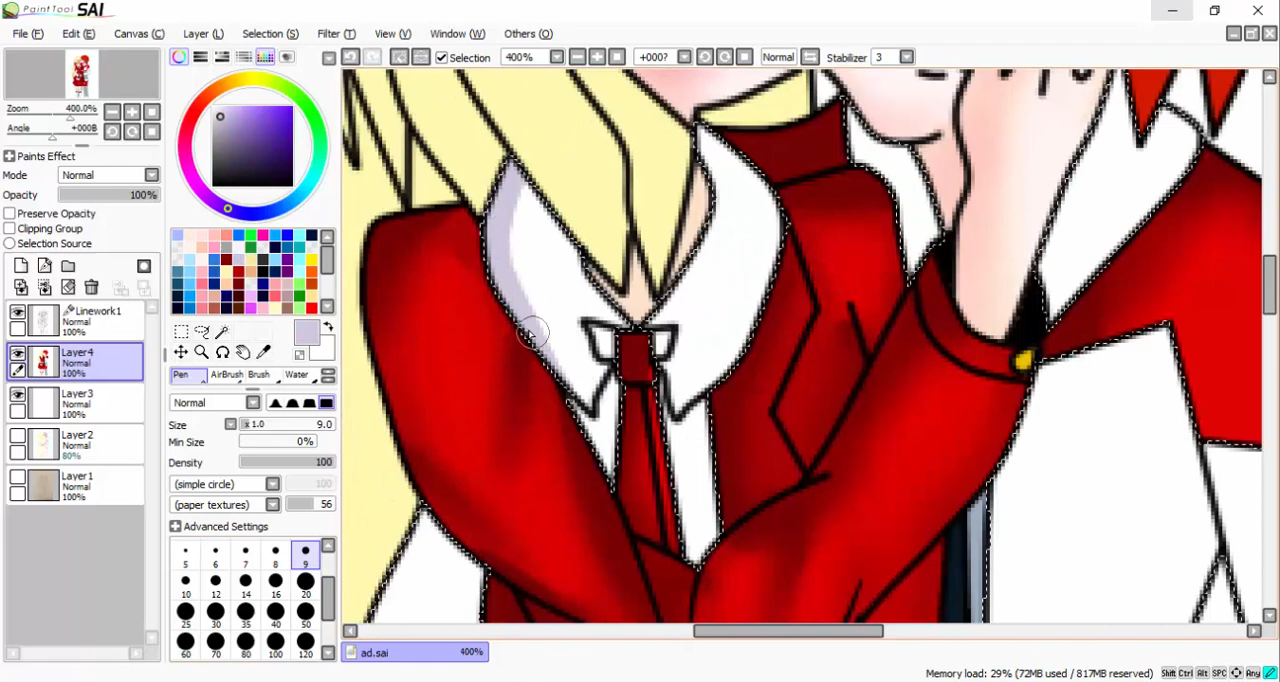 PaintTool SAI
File (F) Edit (E) Canvas (C) Layer (L) Selection (S) Filter (T) View (V) Window (W) Others (O)
Selection 400% +000? Normal Stabilizer 3
Zoom 400.0%
Angle +000B
Paints Effect
Mode Normal
Opacity 100%
Preserve Opacity
Clipping Group
Selection Source
Linework1
Normal
100%
Layer4
Normal
100%
Layer3
Normal
100%
Layer2
Normal
80%
Layer1
Normal
100%
Pen AirBrush Brush Water
Normal
Size x 1.0 9.0
Min Size 0%
Density 100
(simple circle) 100
(paper textures) 56
Advanced Settings
5 6 7 8 9
10 12 14 16 20
25 30 35 40 50
60 70 80 100 120
ad.sai 400%
Memory load: 29% (72MB used / 817MB reserved) Shift Ctrl Alt SPC Any